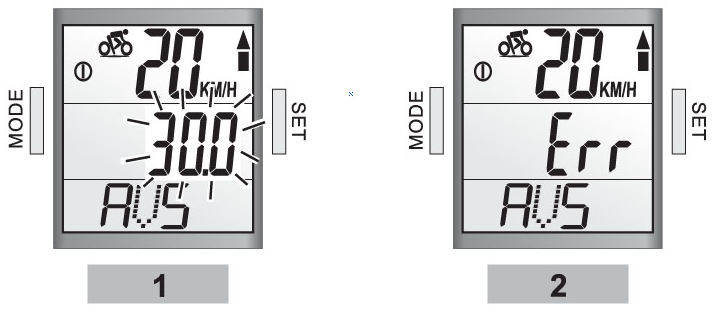 20 KM/H
MODE
SET
30.0
AVS
1
20 KM/H
MODE
SET
Err
AVS
2